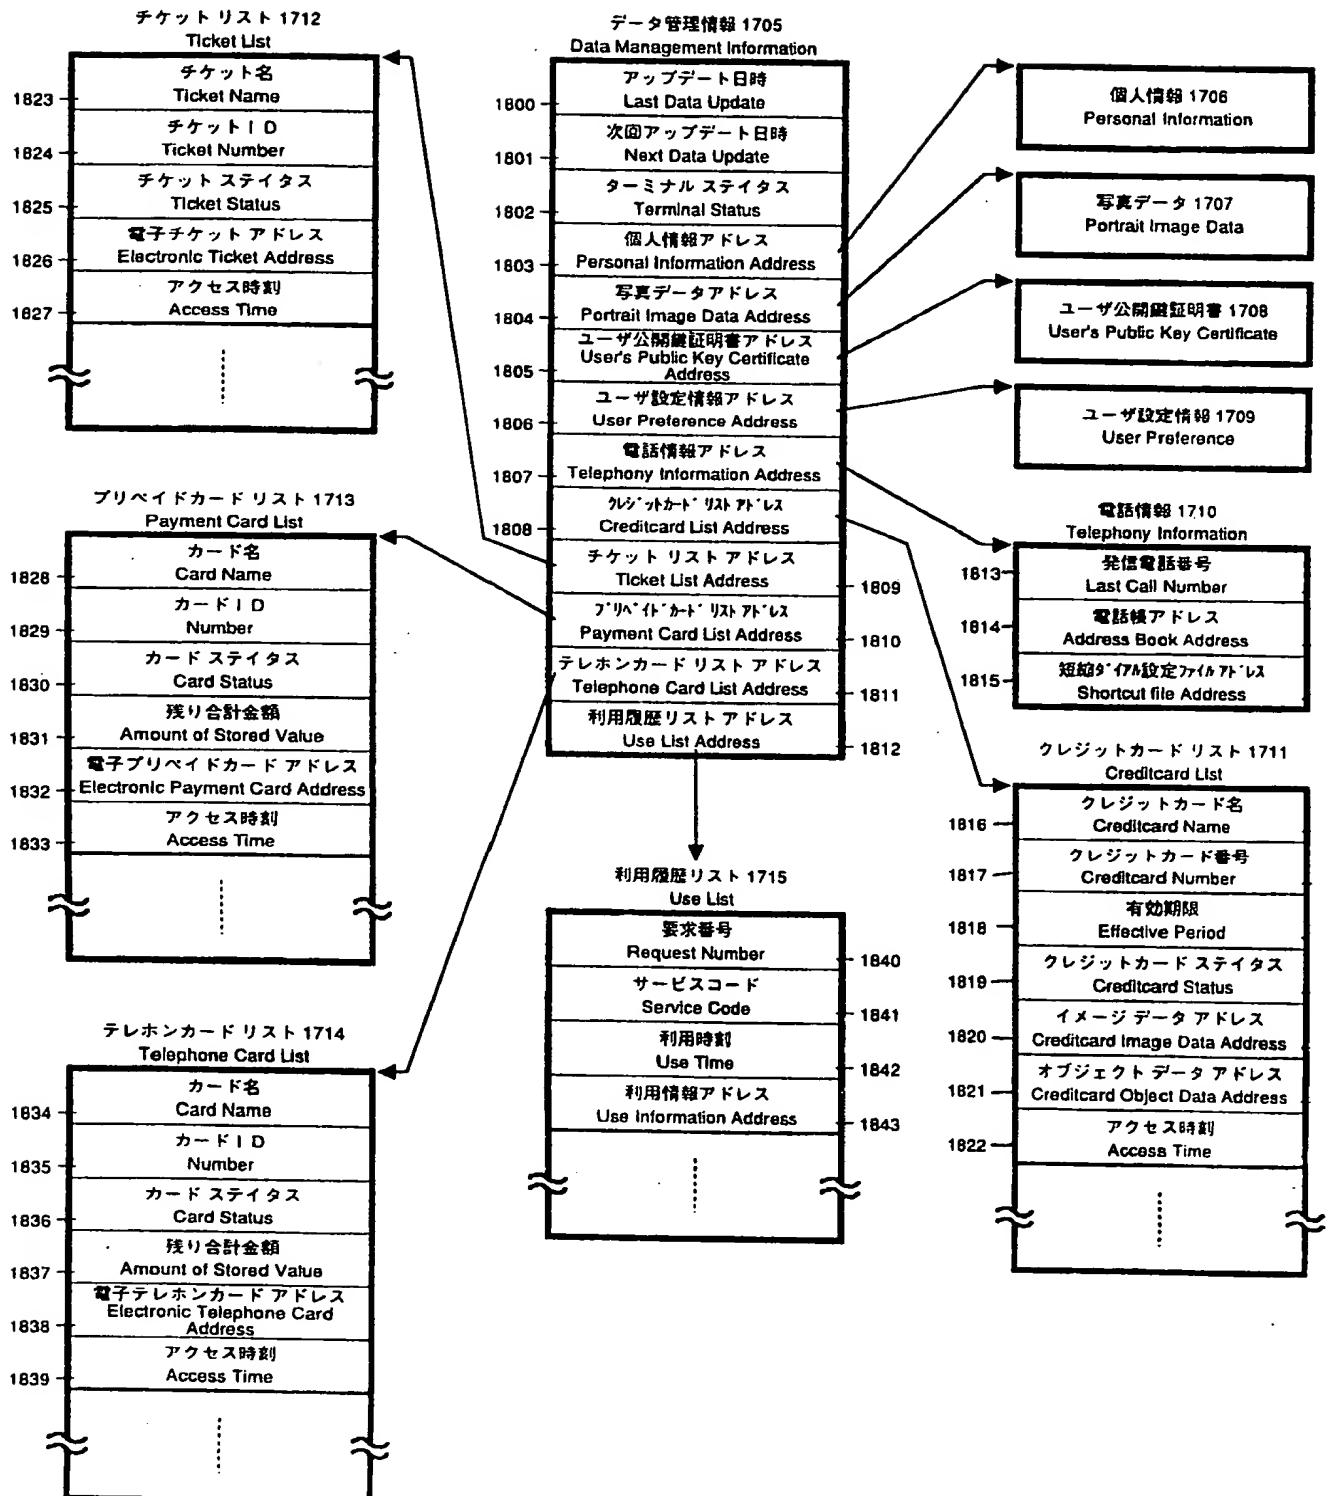 チケット リスト 1712
Ticket List
チケット名
Ticket Name
1823
チケットID
Ticket Number
1824
チケット ステイタス
Ticket Status
1825
電子チケット アドレス
Electronic Ticket Address
1826
アクセス時刻
Access Time
1827
プリペイドカード リスト 1713
Payment Card List
カード名
Card Name
1828
カードID
Number
1829
カード ステイタス
Card Status
1830
残り合計金額
Amount of Stored Value
1831
電子プリペイドカード アドレス
Electronic Payment Card Address
1832
アクセス時刻
Access Time
1833
テレホンカード リスト 1714
Telephone Card List
カード名
Card Name
1834
カードID
Number
1835
カード ステイタス
Card Status
1836
残り合計金額
Amount of Stored Value
1837
電子テレホンカード アドレス
Electronic Telephone Card
Address
1838
アクセス時刻
Access Time
1839
データ管理情報 1705
Data Management Information
アップデート日時
Last Data Update
1800
次回アップデート日時
Next Data Update
1801
ターミナル ステイタス
Terminal Status
1802
個人情報アドレス
Personal Information Address
1803
写真データアドレス
Portrait Image Data Address
1804
ユーザ公開鍵証明書アドレス
User's Public Key Certificate
Address
1805
ユーザ設定情報アドレス
User Preference Address
1806
電話情報アドレス
Telephony Information Address
1807
クレジットカード リスト アドレス
Creditcard List Address
1808
チケット リスト アドレス
Ticket List Address
1809
プリペイドカード リスト アドレス
Payment Card List Address
1810
テレホンカード リスト アドレス
Telephone Card List Address
1811
利用履歴リスト アドレス
Use List Address
1812
利用履歴リスト 1715
Use List
要求番号
Request Number
1840
サービスコード
Service Code
1841
利用時刻
Use Time
1842
利用情報アドレス
Use Information Address
1843
個人情報 1706
Personal Information
写真データ 1707
Portrait Image Data
ユーザ公開鍵証明書 1708
User's Public Key Certificate
ユーザ設定情報 1709
User Preference
電話情報 1710
Telephony Information
発信電話番号
Last Call Number
1813
電話帳アドレス
Address Book Address
1814
短縮ダイアル設定ファイル アドレス
Shortcut file Address
1815
クレジットカード リスト 1711
Creditcard List
クレジットカード名
Creditcard Name
1816
クレジットカード番号
Creditcard Number
1817
有効期限
Effective Period
1818
クレジットカード ステイタス
Creditcard Status
1819
イメージ データ アドレス
Creditcard Image Data Address
1820
オブジェクト データ アドレス
Creditcard Object Data Address
1821
アクセス時刻
Access Time
1822